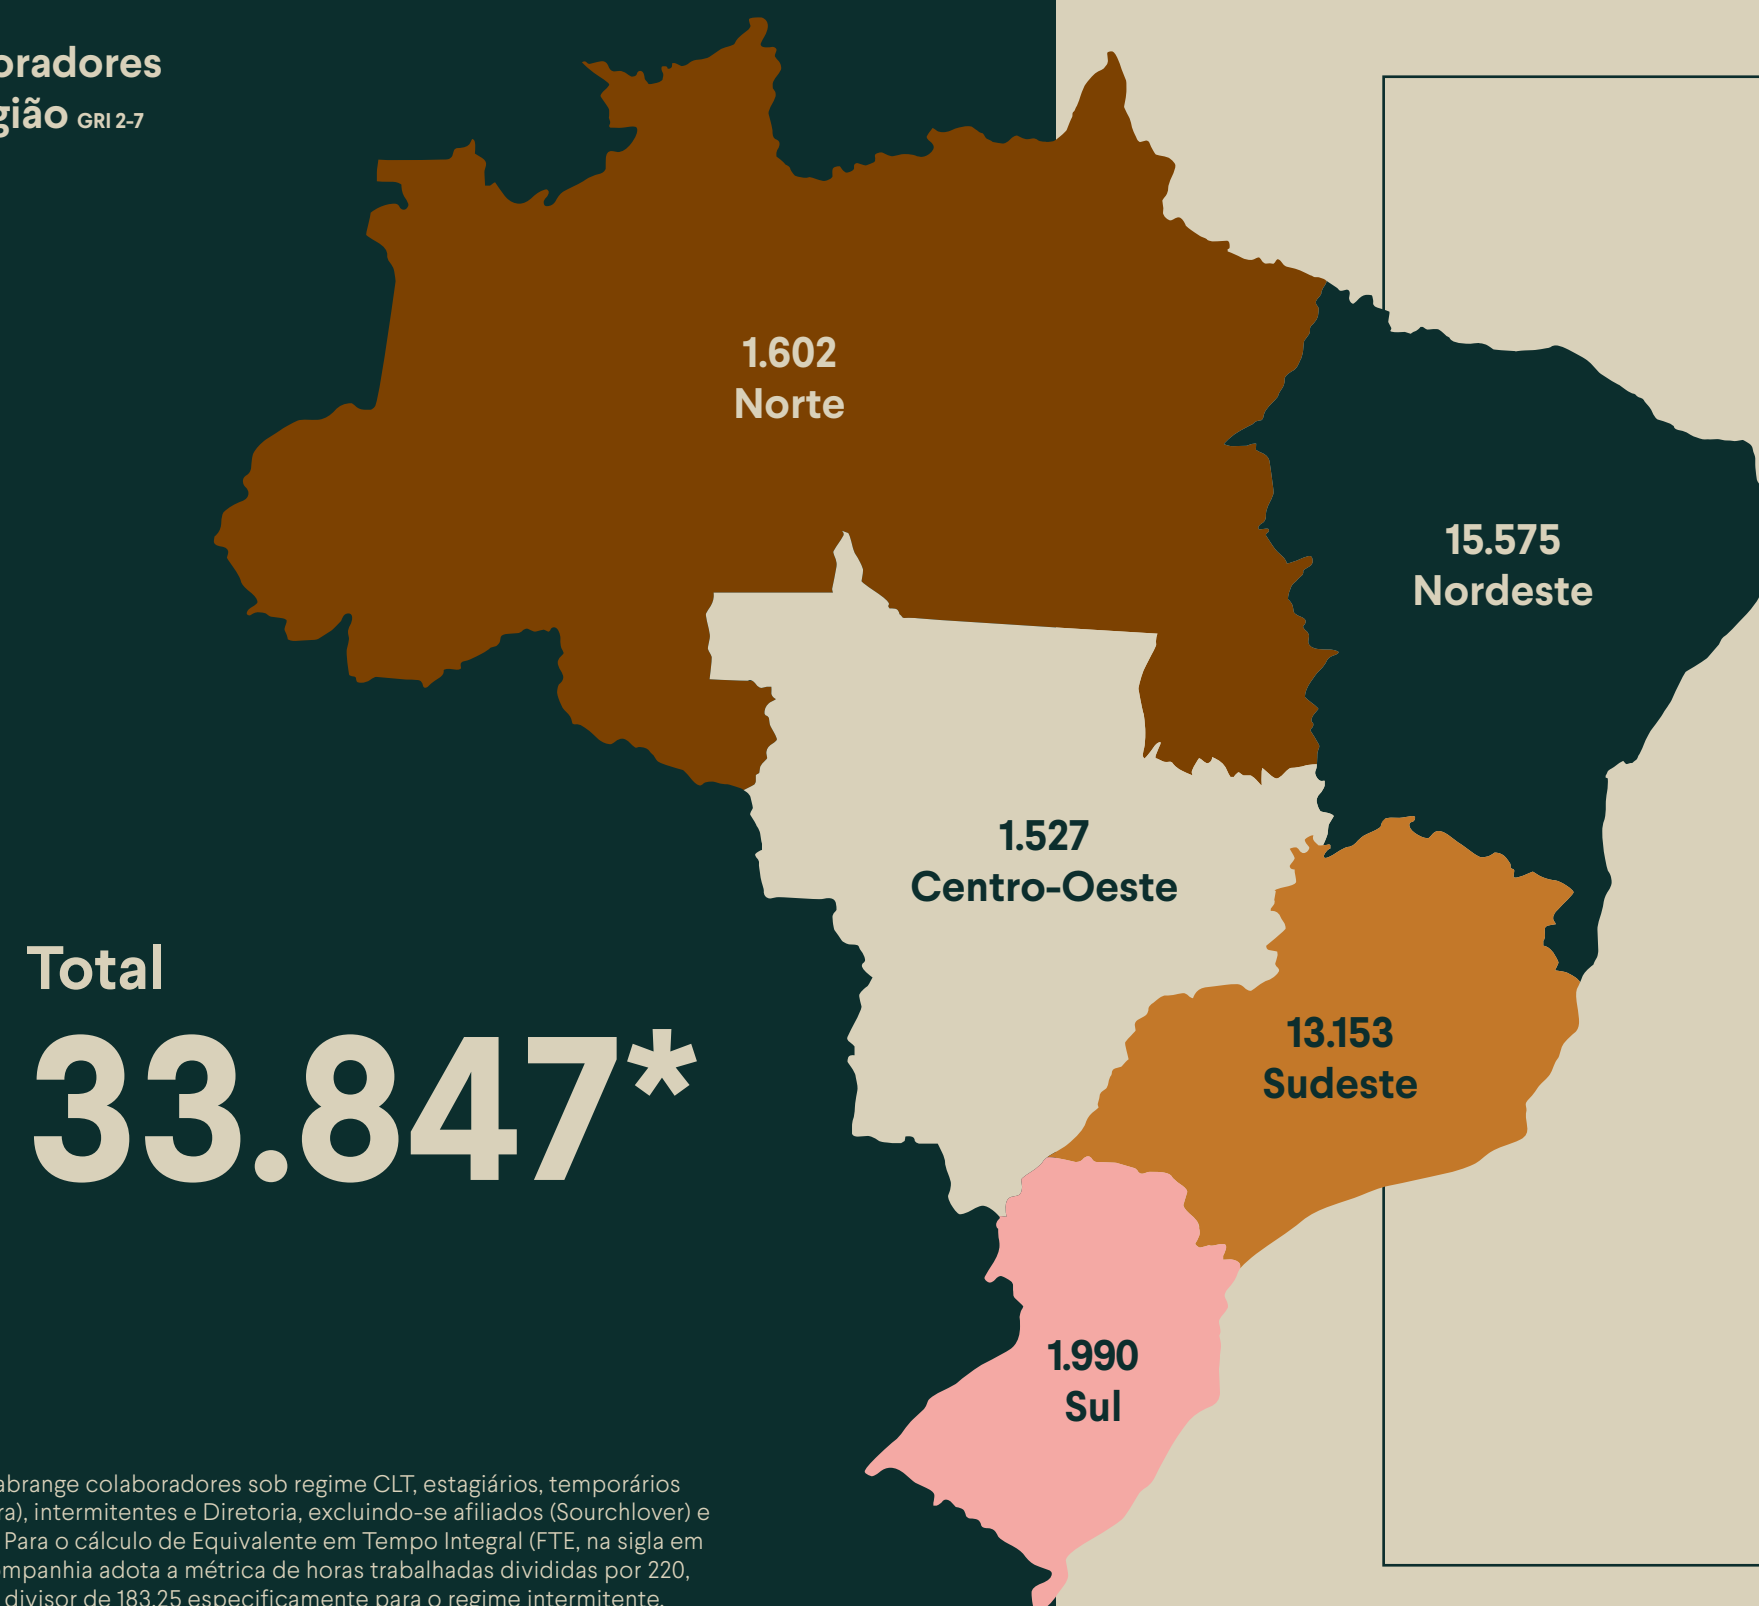 oradores
gião GRI 2-7
1.602
Norte
15.575
Nordeste
1.527
Centro-Oeste
13.153
Sudeste
Total
33.847*
1.990
Sul
abrange colaboradores sob regime CLT, estagiários, temporários
ra), intermitentes e Diretoria, excluindo-se afiliados (Sourchlover) e
Para o cálculo de Equivalente em Tempo Integral (FTE, na sigla em
mpanhia adota a métrica de horas trabalhadas divididas por 220,
divisor de 183,25 especificamente para o regime intermitente.